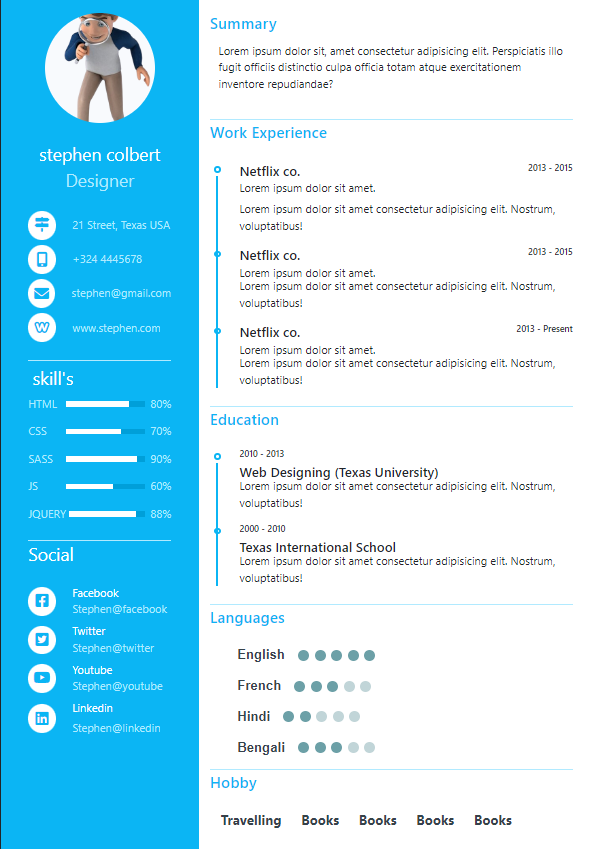 stephen colbert
Designer
21 Street, Texas USA
+324 4445678
stephen@gmail.com
www.stephen.com
skill's
HTML 80%
CSS 70%
SASS 90%
JS 60%
JQUERY 88%
Social
Facebook
Stephen@facebook
Twitter
Stephen@twitter
Youtube
Stephen@youtube
Linkedin
Stephen@linkedin
Summary
Lorem ipsum dolor sit, amet consectetur adipisicing elit. Perspiciatis illo
fugit officiis distinctio culpa officia totam atque exercitationem
inventore repudiandae?
Work Experience
Netflix co. 2013 - 2015
Lorem ipsum dolor sit amet.
Lorem ipsum dolor sit amet consectetur adipisicing elit. Nostrum,
voluptatibus!
Netflix co. 2013 - 2015
Lorem ipsum dolor sit amet.
Lorem ipsum dolor sit amet consectetur adipisicing elit. Nostrum,
voluptatibus!
Netflix co. 2013 - Present
Lorem ipsum dolor sit amet.
Lorem ipsum dolor sit amet consectetur adipisicing elit. Nostrum,
voluptatibus!
Education
2010 - 2013
Web Designing (Texas University)
Lorem ipsum dolor sit amet consectetur adipisicing elit. Nostrum,
voluptatibus!
2000 - 2010
Texas International School
Lorem ipsum dolor sit amet consectetur adipisicing elit. Nostrum,
voluptatibus!
Languages
English
French
Hindi
Bengali
Hobby
Travelling Books Books Books Books